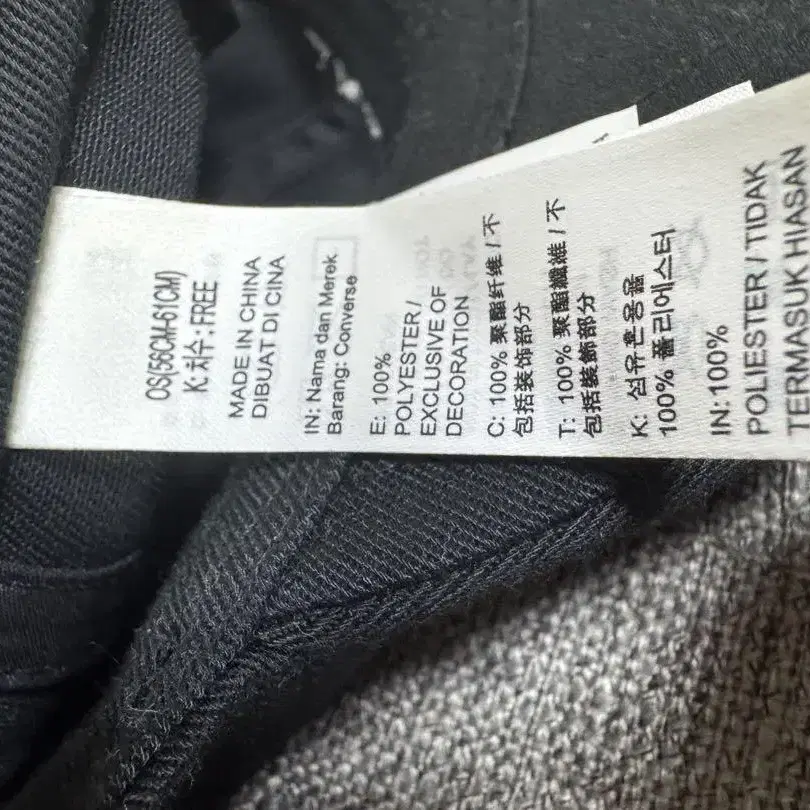 OS(56CM-61CM)
K: 치수: FREE
MADE IN CHINA
DIBUAT DI CINA
IN: Nama dan Merek
Barang: Converse
E: 100%
POLYESTER /
EXCLUSIVE OF
DECORATION
C: 100% 聚酯纤维 / 不
包括装饰部分
T: 100% 聚酯纖維 / 不
包括裝飾部分
K: 섬유혼용율
100% 폴리에스터
IN: 100%
POLIESTER / TIDAK
TERMASUK HIASAN